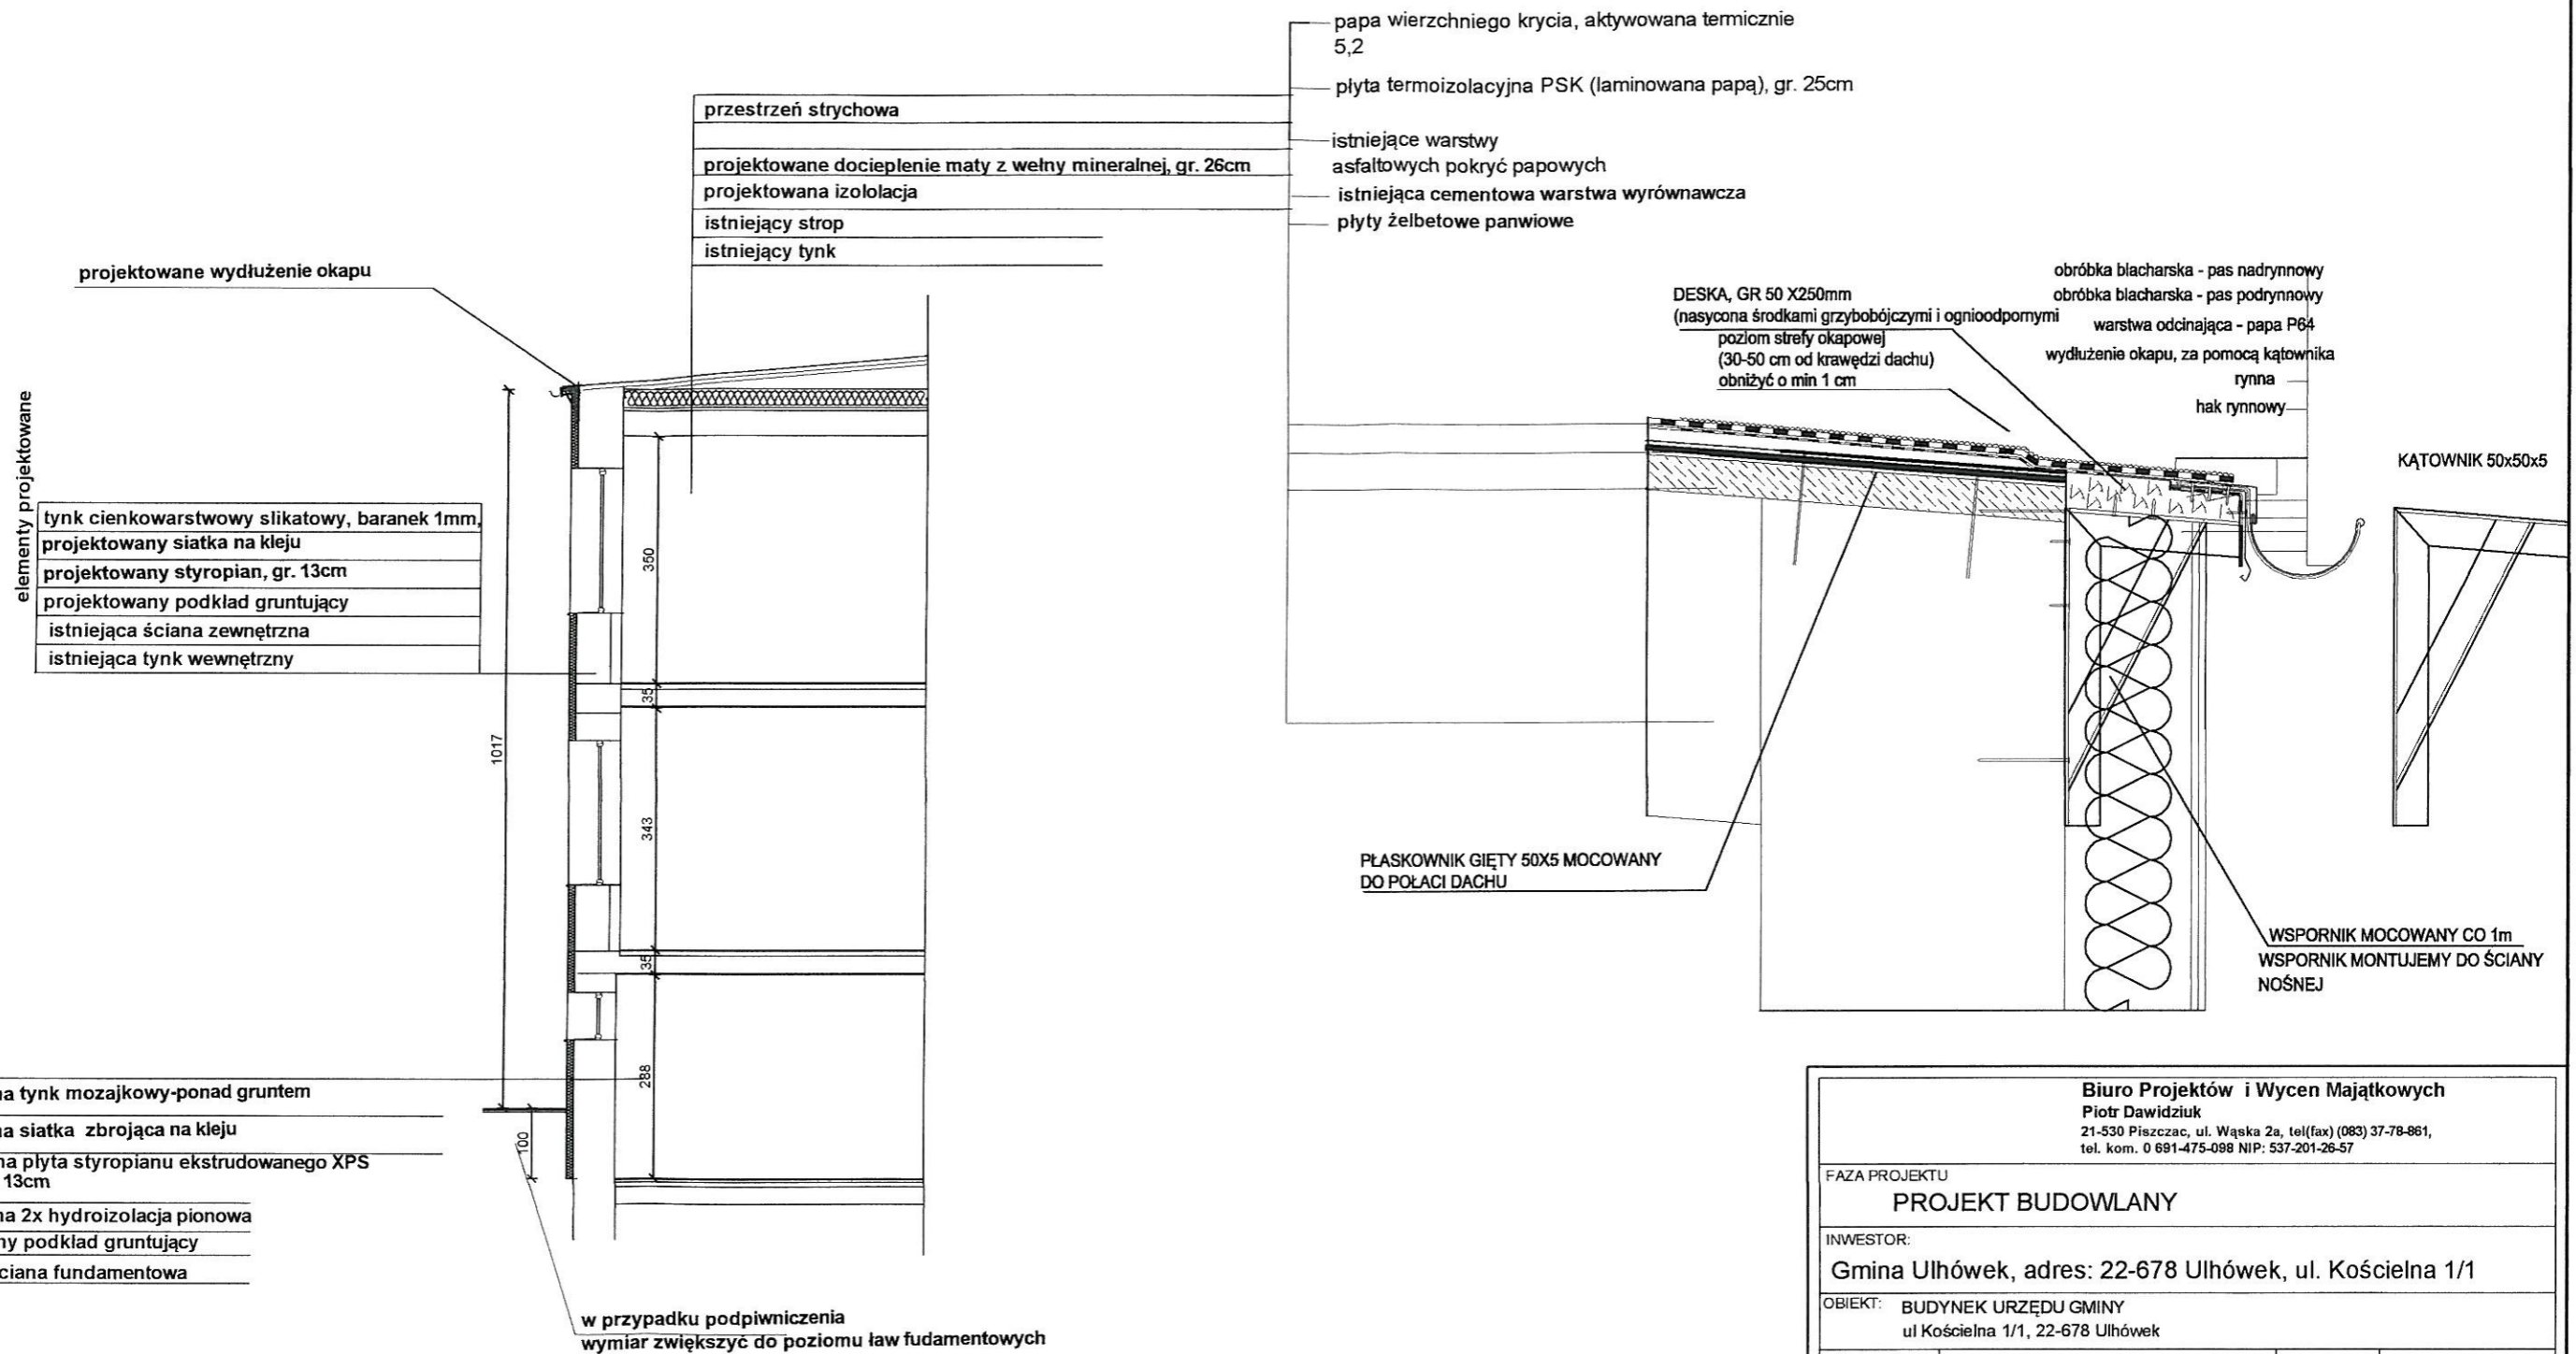 papa wierzchniego krycia, aktywowana termicznie
5,2
płyta termoizolacyjna PSK (laminowana papą), gr. 25cm
istniejące warstwy
asfaltowych pokryć papowych
istniejąca cementowa warstwa wyrównawcza
płyty żelbetowe panwiowe
przestrzeń strychowa
projektowane docieplenie maty z wełny mineralnej, gr. 26cm
projektowana izololacja
istniejący strop
istniejący tynk
projektowane wydłużenie okapu
elementy projektowane
tynk cienkowarstwowy slikatowy, baranek 1mm,
projektowany siatka na kleju
projektowany styropian, gr. 13cm
projektowany podkład gruntujący
istniejąca ściana zewnętrzna
istniejąca tynk wewnętrzny
1017
350
35
343
35
288
100
na tynk mozajkowy-ponad gruntem
na siatka zbrojąca na kleju
na płyta styropianu ekstrudowanego XPS
13cm
na 2x hydroizolacja pionowa
ny podkład gruntujący
ciana fundamentowa
w przypadku podpiwniczenia
wymiar zwiększyć do poziomu ław fudamentowych
DESKA, GR 50 X250mm
(nasycona środkami grzybobójczymi i ognioodpornymi
poziom strefy okapowej
(30-50 cm od krawędzi dachu)
obniżyć o min 1 cm
obróbka blacharska - pas nadrynnowy
obróbka blacharska - pas podrynnowy
warstwa odcinająca - papa P64
wydłużenie okapu, za pomocą kątownika
rynna
hak rynnowy
KĄTOWNIK 50x50x5
PŁASKOWNIK GIĘTY 50X5 MOCOWANY
DO POŁACI DACHU
WSPORNIK MOCOWANY CO 1m
WSPORNIK MONTUJEMY DO ŚCIANY
NOŚNEJ
Biuro Projektów i Wycen Majątkowych
Piotr Dawidziuk
21-530 Piszczac, ul. Wąska 2a, tel(fax) (083) 37-78-861,
tel. kom. 0 691-475-098 NIP: 537-201-26-57
FAZA PROJEKTU
PROJEKT BUDOWLANY
INWESTOR:
Gmina Ulhówek, adres: 22-678 Ulhówek, ul. Kościelna 1/1
OBIEKT: BUDYNEK URZĘDU GMINY
ul Kościelna 1/1, 22-678 Ulhówek